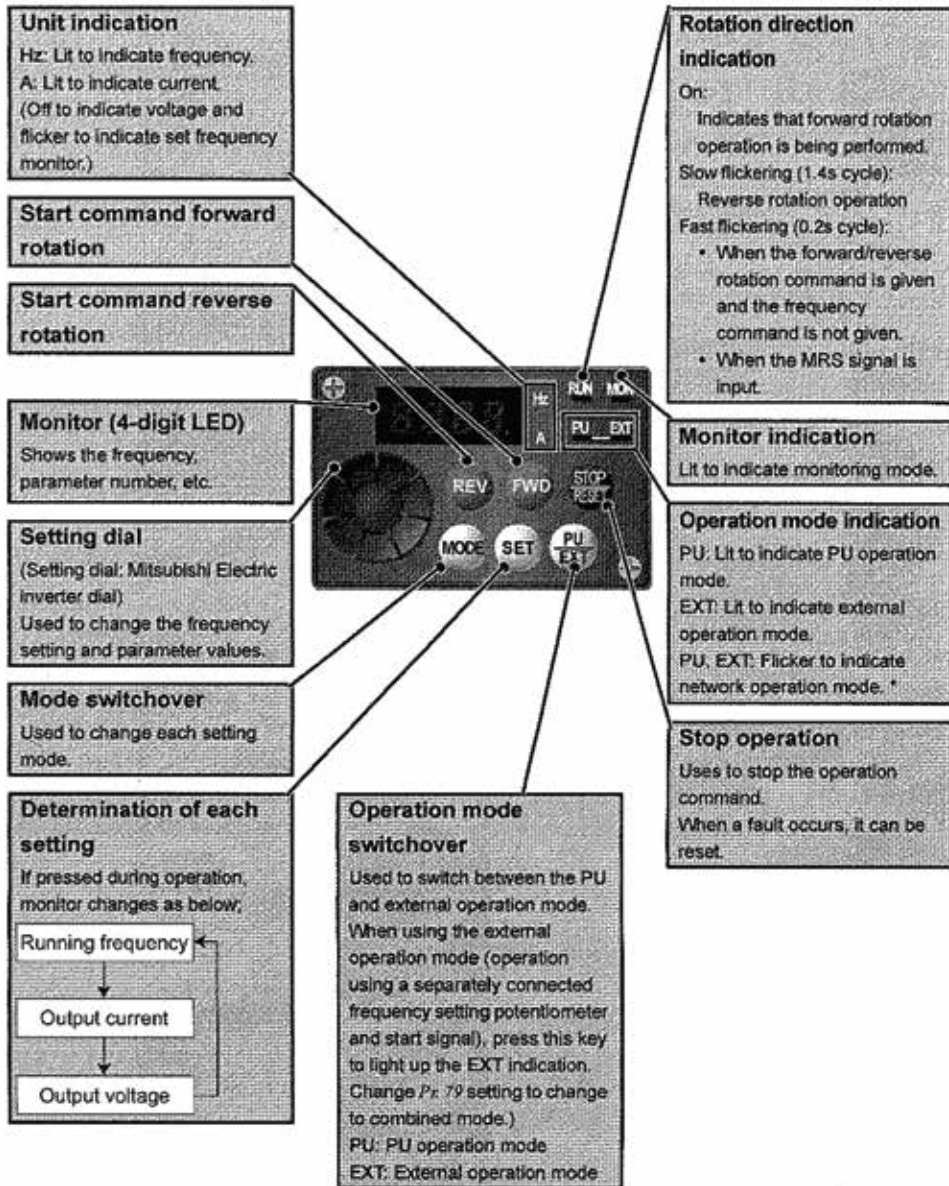 Unit indication
Hz: Lit to indicate frequency.
A: Lit to indicate current.
(Off to indicate voltage and
flicker to indicate set frequency
monitor.)
Start command forward
rotation
Start command reverse
rotation
Monitor (4-digit LED)
Shows the frequency,
parameter number, etc.
Setting dial
(Setting dial: Mitsubishi Electric
inverter dial)
Used to change the frequency
setting and parameter values.
Mode switchover
Used to change each setting
mode.
Determination of each
setting
If pressed during operation,
monitor changes as below;
Running frequency
Output current
Output voltage
Hz
A
RUN MON
PU EXT
REV FWD STOP
RESET
MODE SET PU
EXT
Operation mode
switchover
Used to switch between the PU
and external operation mode.
When using the external
operation mode (operation
using a separately connected
frequency setting potentiometer
and start signal), press this key
to light up the EXT indication.
Change Pr. 79 setting to change
to combined mode.)
PU: PU operation mode
EXT: External operation mode
Rotation direction
indication
On:
Indicates that forward rotation
operation is being performed.
Slow flickering (1.4s cycle):
Reverse rotation operation
Fast flickering (0.2s cycle):
• When the forward/reverse
rotation command is given
and the frequency
command is not given.
• When the MRS signal is
input.
Monitor indication
Lit to indicate monitoring mode.
Operation mode indication
PU: Lit to indicate PU operation
mode.
EXT: Lit to indicate external
operation mode.
PU, EXT: Flicker to indicate
network operation mode. *
Stop operation
Uses to stop the operation
command.
When a fault occurs, it can be
reset.